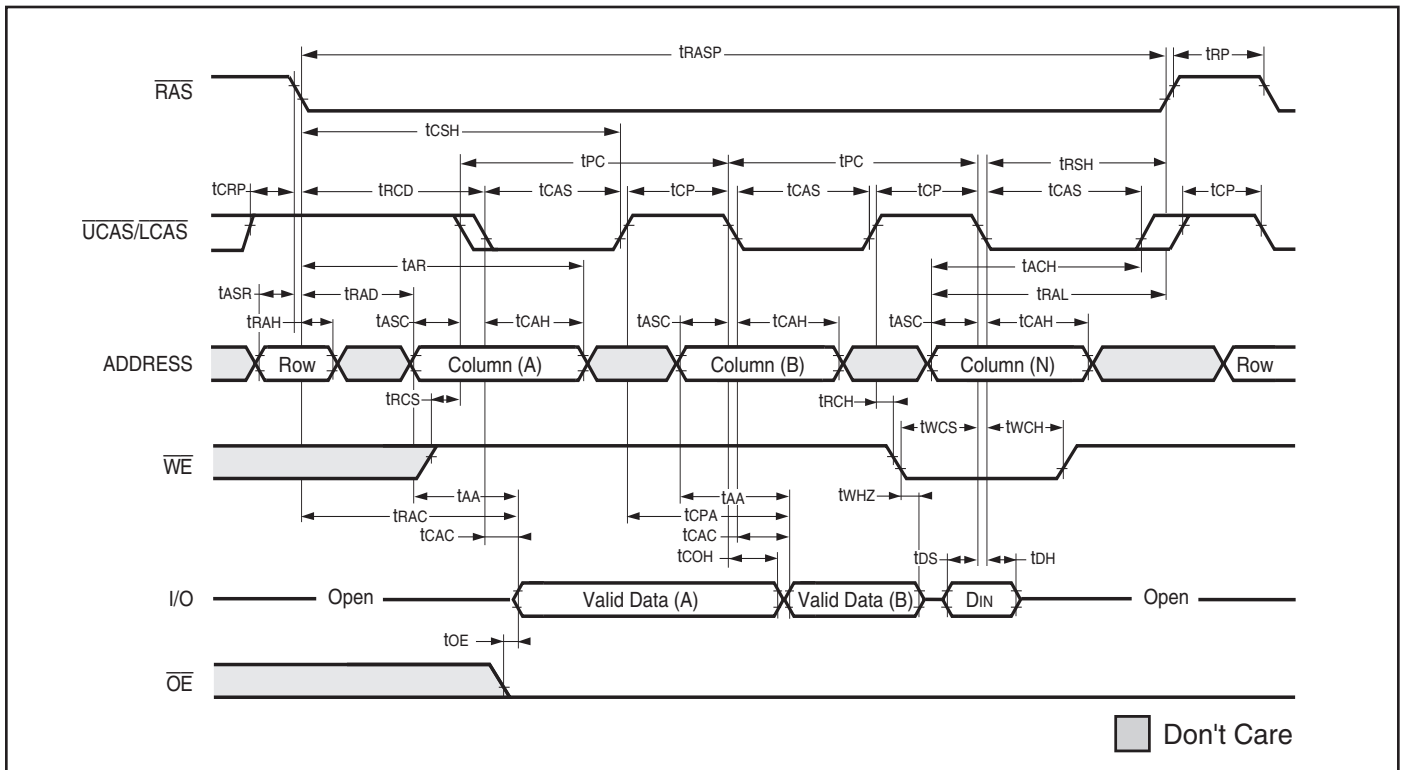 tRASP tRP
RAS
tCSH
tPC tPC tRSH
tCRP tRCD tCAS tCP tCAS tCP tCAS tCP
UCAS/LCAS
tAR tACH
tASR tRAD tRAL
tRAH tASC tCAH tASC tCAH tASC tCAH
ADDRESS Row Column (A) Column (B) Column (N) Row
tRCS tRCH
tWCS tWCH
WE
tAA tAA tWHZ
tRAC tCPA
tCAC tCAC
tCOH tDS tDH
I/O Open Valid Data (A) Valid Data (B) DIN Open
tOE
OE
Don't Care